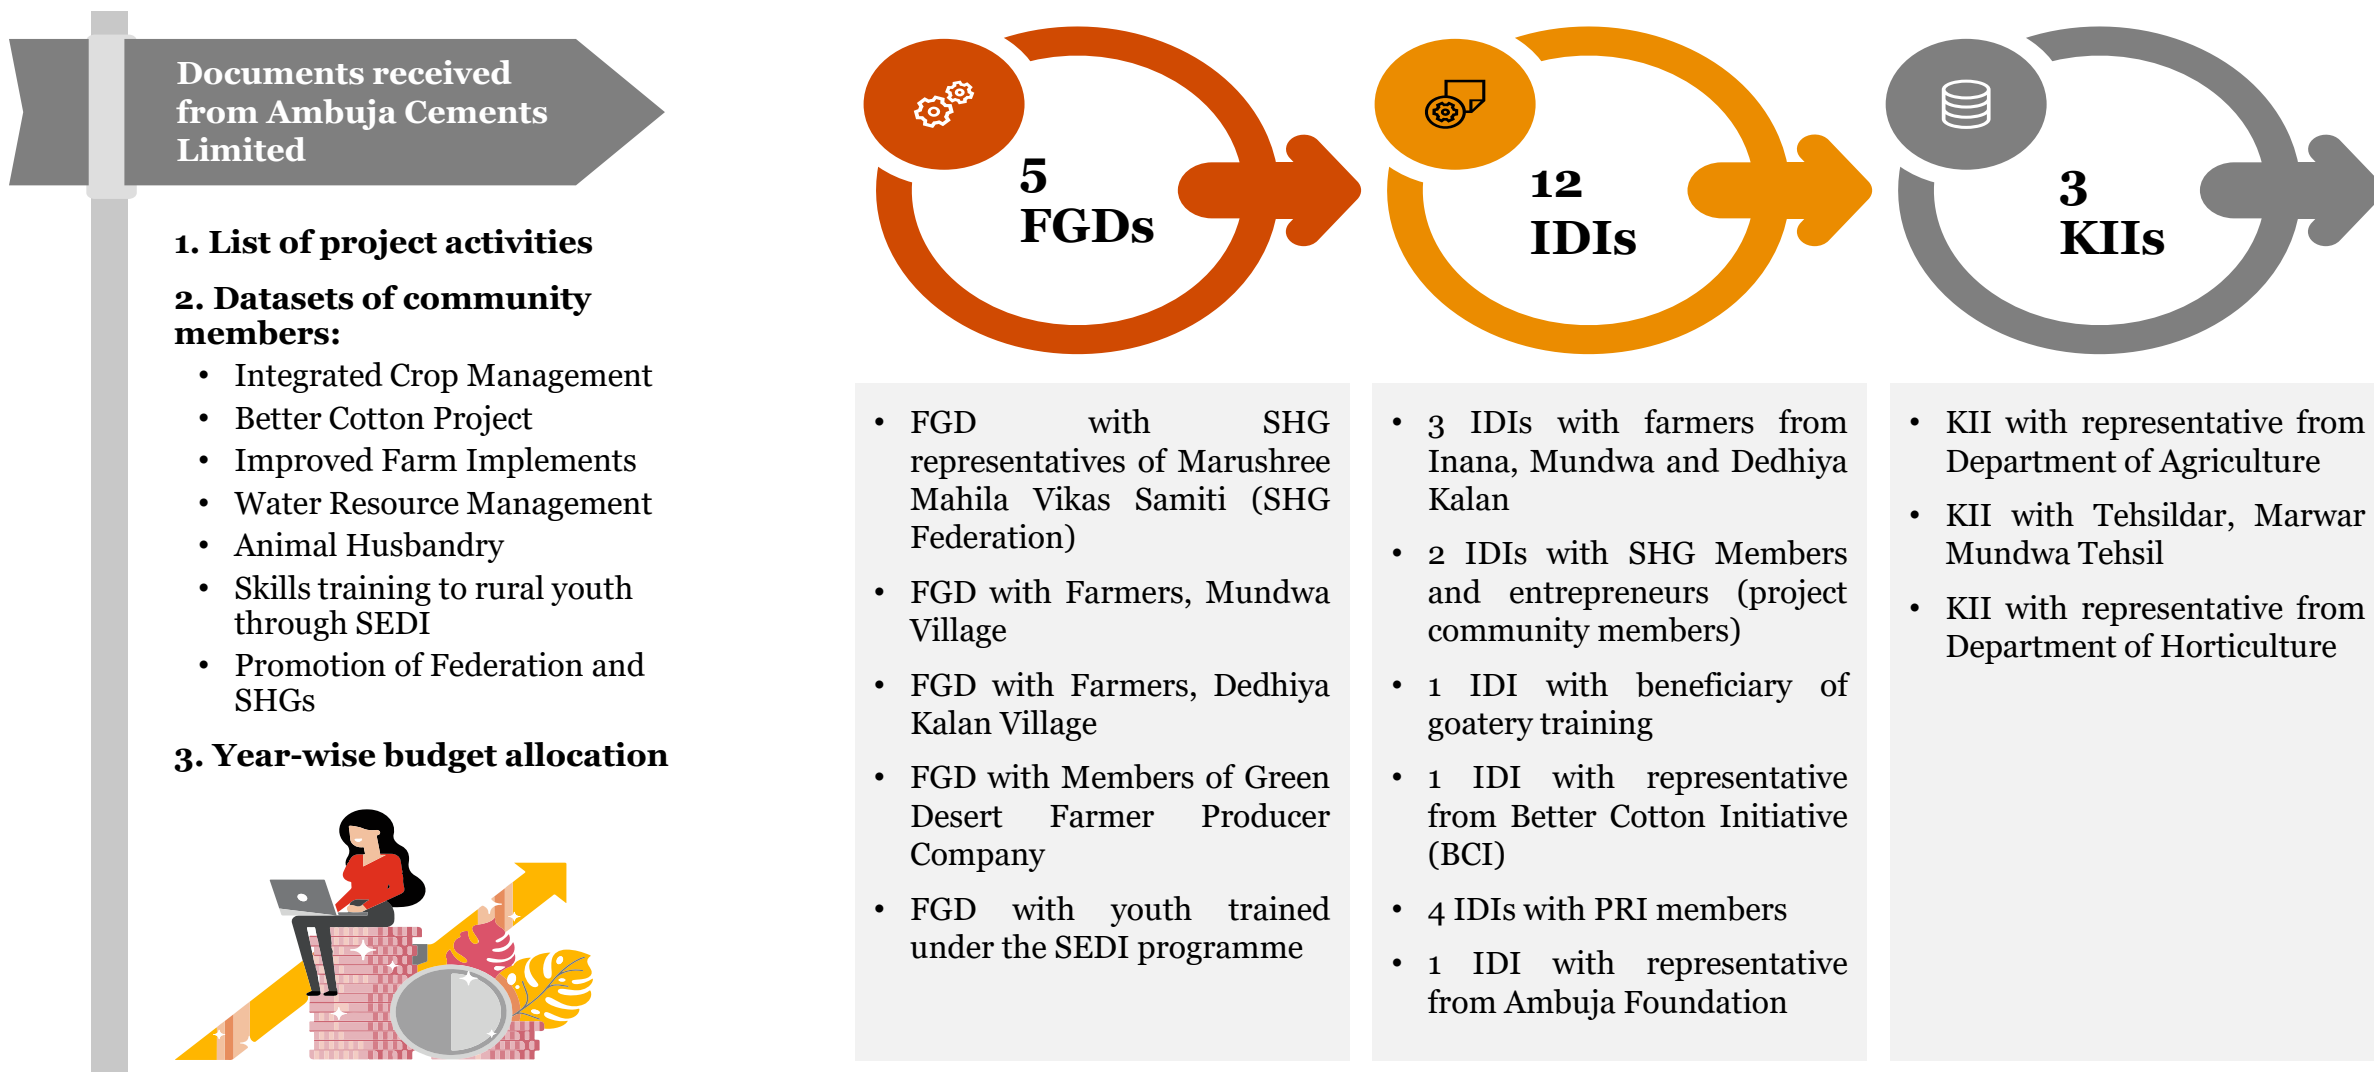 Documents received
from Ambuja Cements
Limited
1. List of project activities
2. Datasets of community
members:
• Integrated Crop Management
• Better Cotton Project
• Improved Farm Implements
• Water Resource Management
• Animal Husbandry
• Skills training to rural youth
through SEDI
• Promotion of Federation and
SHGs
3. Year-wise budget allocation
5
FGDs
• FGD with SHG
representatives of Marushree
Mahila Vikas Samiti (SHG
Federation)
• FGD with Farmers, Mundwa
Village
• FGD with Farmers, Dedhiya
Kalan Village
• FGD with Members of Green
Desert Farmer Producer
Company
• FGD with youth trained
under the SEDI programme
12
IDIs
• 3 IDIs with farmers from
Inana, Mundwa and Dedhiya
Kalan
• 2 IDIs with SHG Members
and entrepreneurs (project
community members)
• 1 IDI with beneficiary of
goatery training
• 1 IDI with representative
from Better Cotton Initiative
(BCI)
• 4 IDIs with PRI members
• 1 IDI with representative
from Ambuja Foundation
3
KIIs
• KII with representative from
Department of Agriculture
• KII with Tehsildar, Marwar
Mundwa Tehsil
• KII with representative from
Department of Horticulture